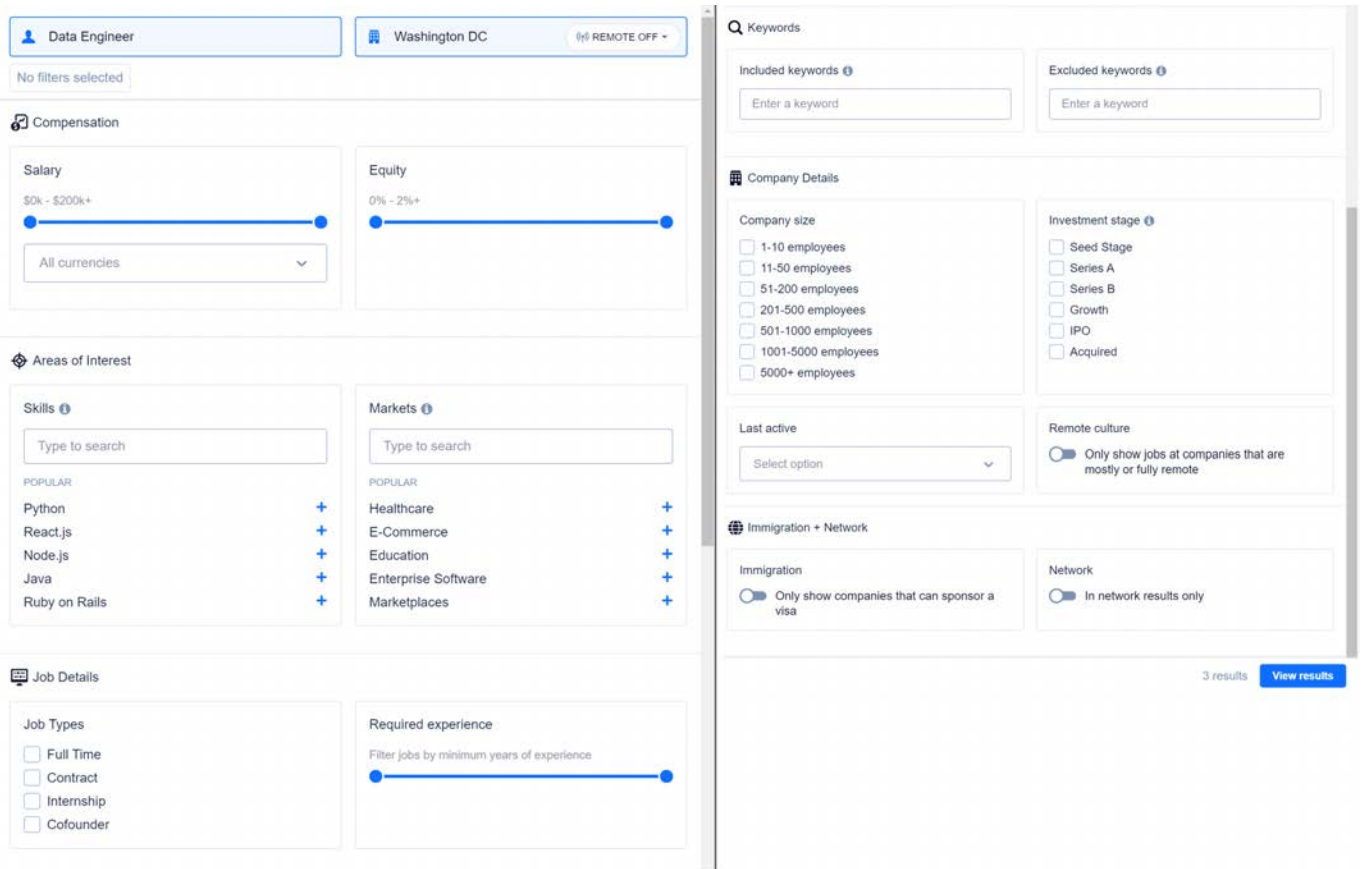 Data Engineer
Washington DC
REMOTE OFF
No filters selected
Compensation
Salary
$0k - $200k+
All currencies
Equity
0% - 2%+
Areas of Interest
Skills
Type to search
POPULAR
Python
React.js
Node.js
Java
Ruby on Rails
Markets
Type to search
POPULAR
Healthcare
E-Commerce
Education
Enterprise Software
Marketplaces
Job Details
Job Types
Full Time
Contract
Internship
Cofounder
Required experience
Filter jobs by minimum years of experience
Keywords
Included keywords
Enter a keyword
Excluded keywords
Enter a keyword
Company Details
Company size
1-10 employees
11-50 employees
51-200 employees
201-500 employees
501-1000 employees
1001-5000 employees
5000+ employees
Investment stage
Seed Stage
Series A
Series B
Growth
IPO
Acquired
Last active
Select option
Remote culture
Only show jobs at companies that are
mostly or fully remote
Immigration + Network
Immigration
Only show companies that can sponsor a
visa
Network
In network results only
3 results
View results